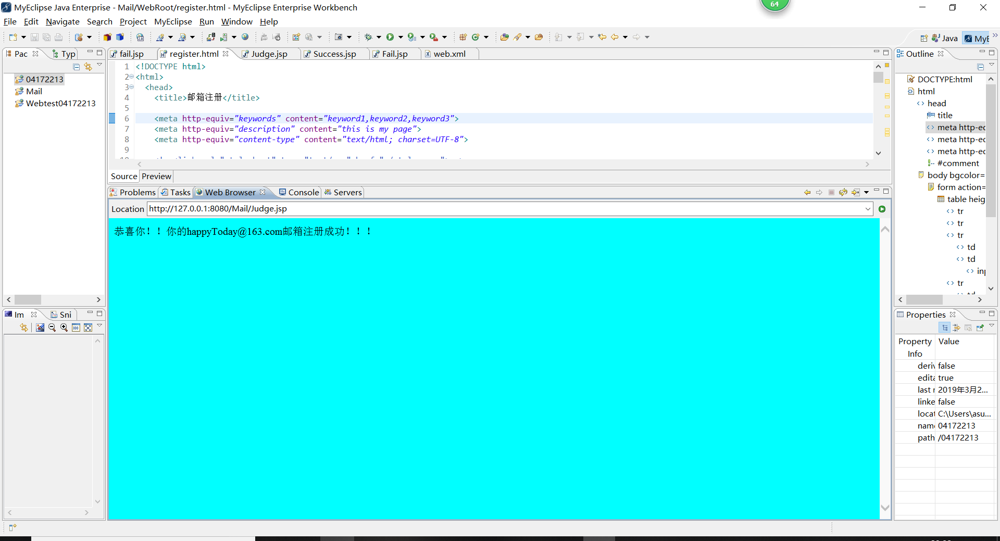 MyEclipse Java Enterprise - Mail/WebRoot/register.html - MyEclipse Enterprise Workbench
64
File Edit Navigate Search Project MyEclipse Run Window Help
Java MyE
Pac Typ
04172213
Mail
Webtest04172213
fail.jsp register.html Judge.jsp Success.jsp Fail.jsp web.xml
1 <!DOCTYPE html>
2 <html>
3 <head>
4 <title>邮箱注册</title>
5
6 <meta http-equiv="keywords" content="keyword1,keyword2,keyword3">
7 <meta http-equiv="description" content="this is my page">
8 <meta http-equiv="content-type" content="text/html; charset=UTF-8">
9
Source Preview
Problems Tasks Web Browser Console Servers
Location http://127.0.0.1:8080/Mail/Judge.jsp
恭喜你！！你的happyToday@163.com邮箱注册成功！！！
Im Sni
Outline
DOCTYPE:html
html
head
title
meta http-ec
meta http-ec
meta http-ec
#comment
body bgcolor=
form action=
table heig
tr
tr
tr
td
td
inp
tr
td
Properties
Property Value
Info
deriv false
edita true
last r 2019年3月2...
linke false
locat C:\Users\asu...
name 04172213
path /04172213